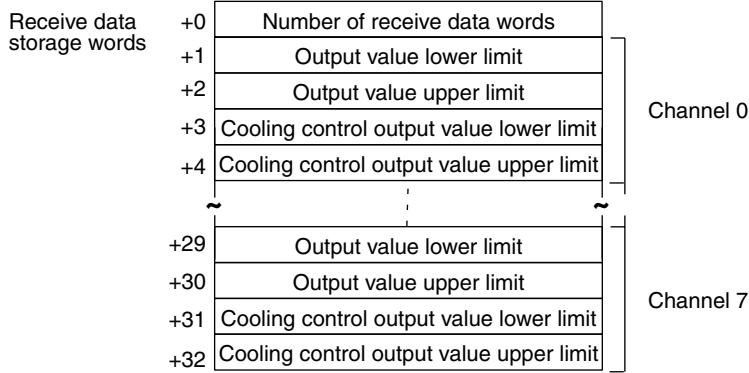 Receive data
storage words
+0 Number of receive data words
+1 Output value lower limit
+2 Output value upper limit
+3 Cooling control output value lower limit
+4 Cooling control output value upper limit
Channel 0
~ ~
+29 Output value lower limit
+30 Output value upper limit
+31 Cooling control output value lower limit
+32 Cooling control output value upper limit
Channel 7